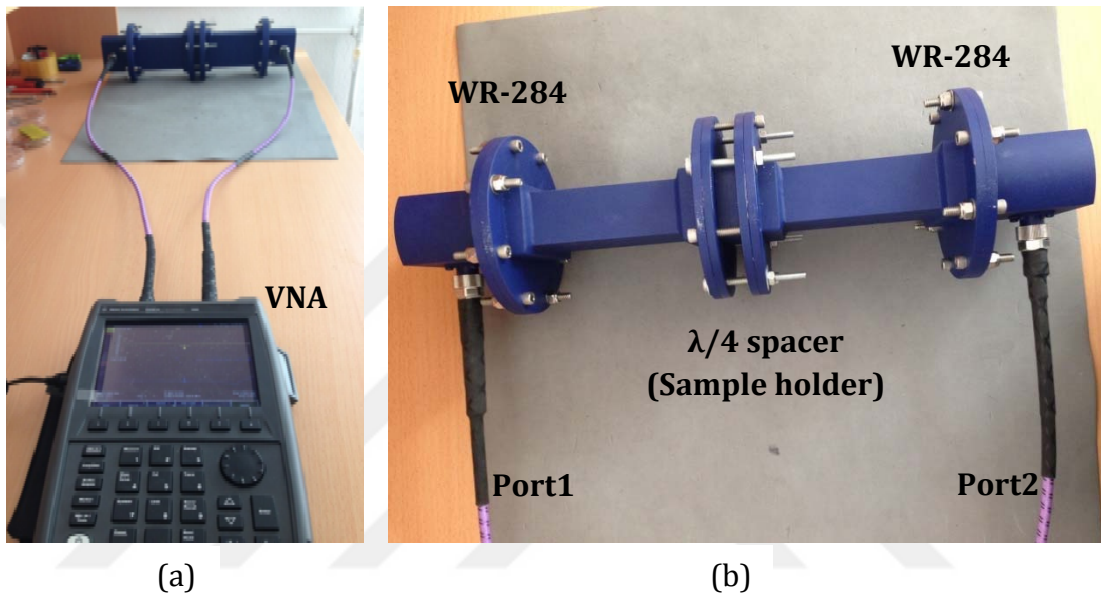 WR-284
WR-284
VNA
λ/4 spacer
(Sample holder)
Port1
Port2
(a)
(b)